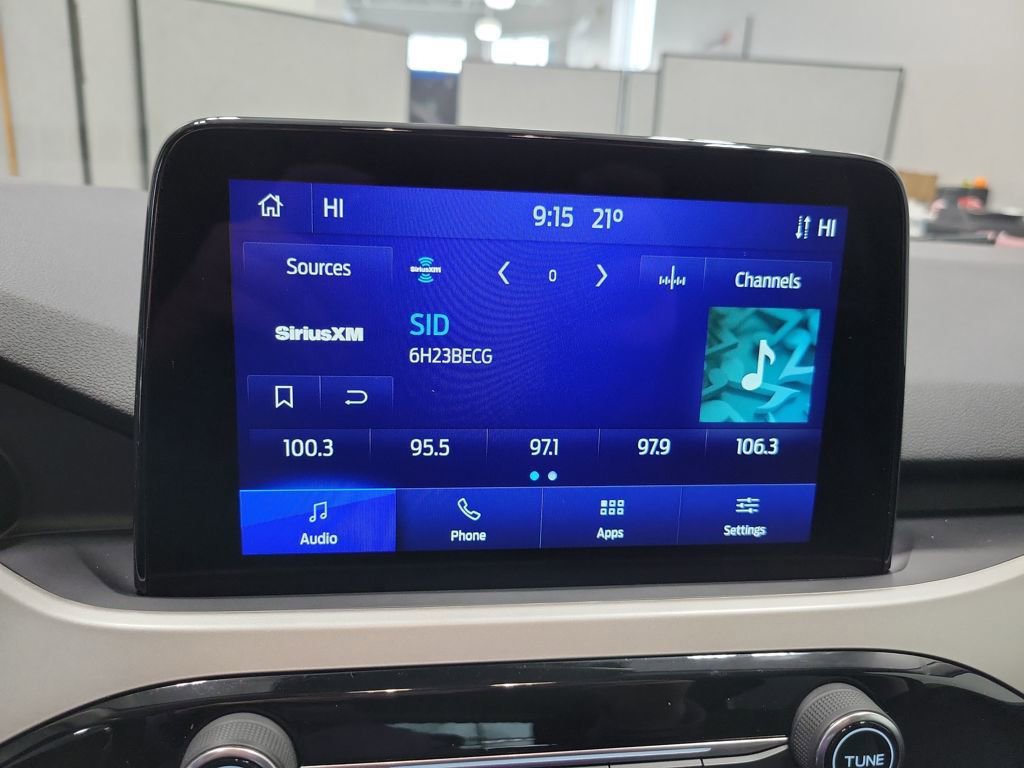 HI 9:15 21° HI
Sources SiriusXM 0 Channels
SiriusXM SID
6H23BECG
100.3 95.5 97.1 97.9 106.3
Audio Phone Apps Settings
TUNE